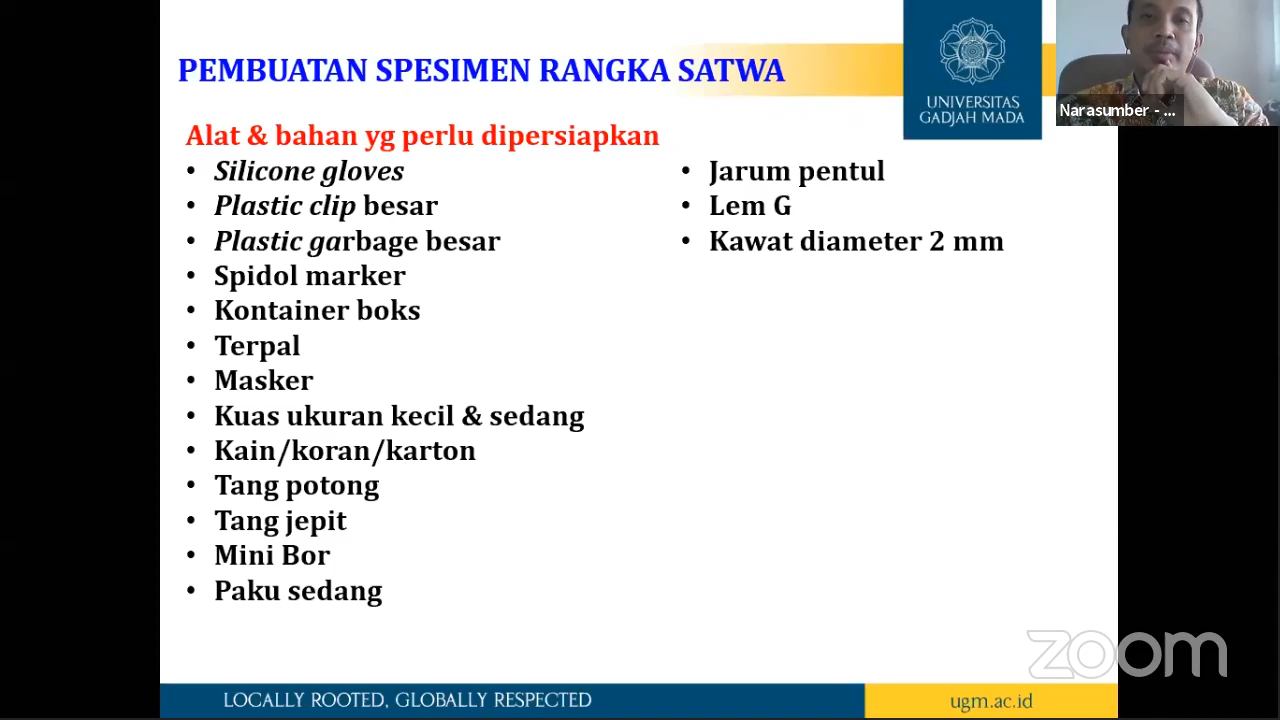 PEMBUATAN SPESIMEN RANGKA SATWA
UNIVERSITAS
GADJAH MADA
Narasumber - ...
Alat & bahan yg perlu dipersiapkan
• Silicone gloves
• Plastic clip besar
• Plastic garbage besar
• Spidol marker
• Kontainer boks
• Terpal
• Masker
• Kuas ukuran kecil & sedang
• Kain/koran/karton
• Tang potong
• Tang jepit
• Mini Bor
• Paku sedang
• Jarum pentul
• Lem G
• Kawat diameter 2 mm
zoom
LOCALLY ROOTED, GLOBALLY RESPECTED
ugm.ac.id